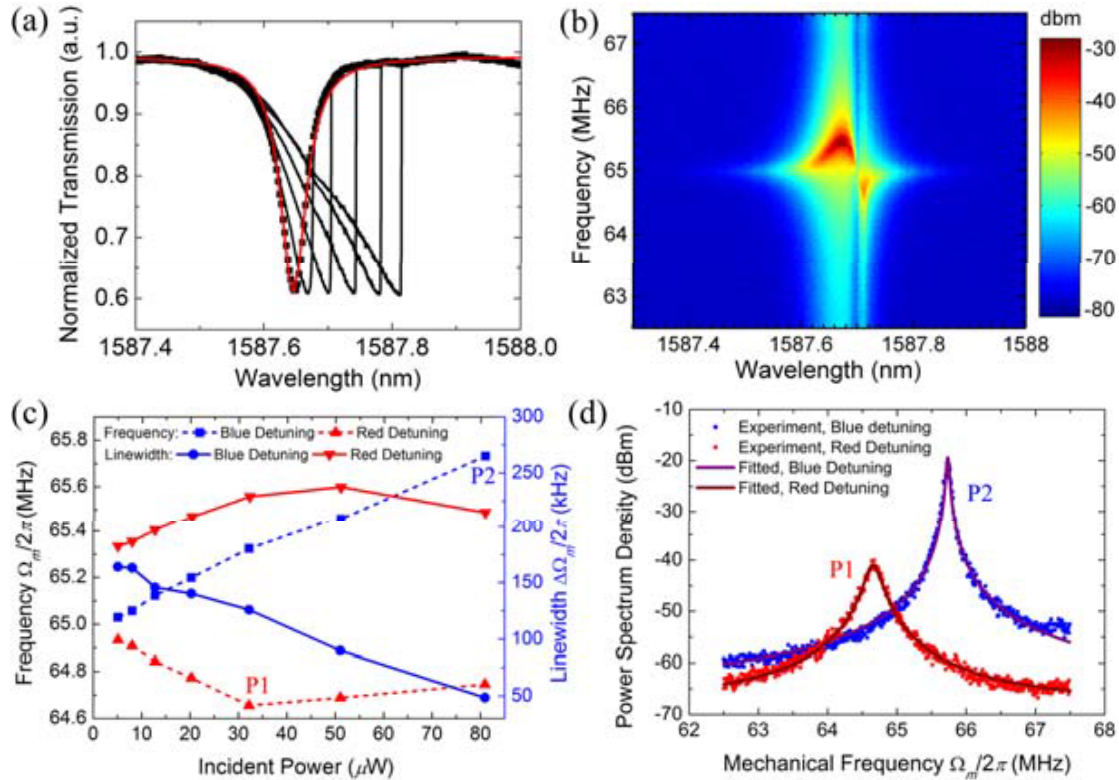 (a)
Normalized Transmission (a.u.)
1.0
0.9
0.8
0.7
0.6
1587.4
1587.6
1587.8
1588.0
Wavelength (nm)
(b)
dbm
Frequency (MHz)
67
66
65
64
63
1587.4
1587.6
1587.8
1588
Wavelength (nm)
-30
-40
-50
-60
-70
-80
(c)
Frequency Ω_m/2π (MHz)
65.8
65.6
65.4
65.2
65.0
64.8
64.6
Frequency: Blue Detuning Red Detuning
Linewidth: Blue Detuning Red Detuning
P2
P1
0 10 20 30 40 50 60 70 80 90
Incident Power (μW)
300
250
200
150
100
50
Linewidth ΔΩ_m/2π (kHz)
(d)
Power Spectrum Density (dBm)
-10
-20
-30
-40
-50
-60
-70
Experiment, Blue detuning
Experiment, Red Detuning
Fitted, Blue Detuning
Fitted, Red Detuning
P2
P1
62 63 64 65 66 67 68
Mechanical Frequency Ω_m/2π (MHz)